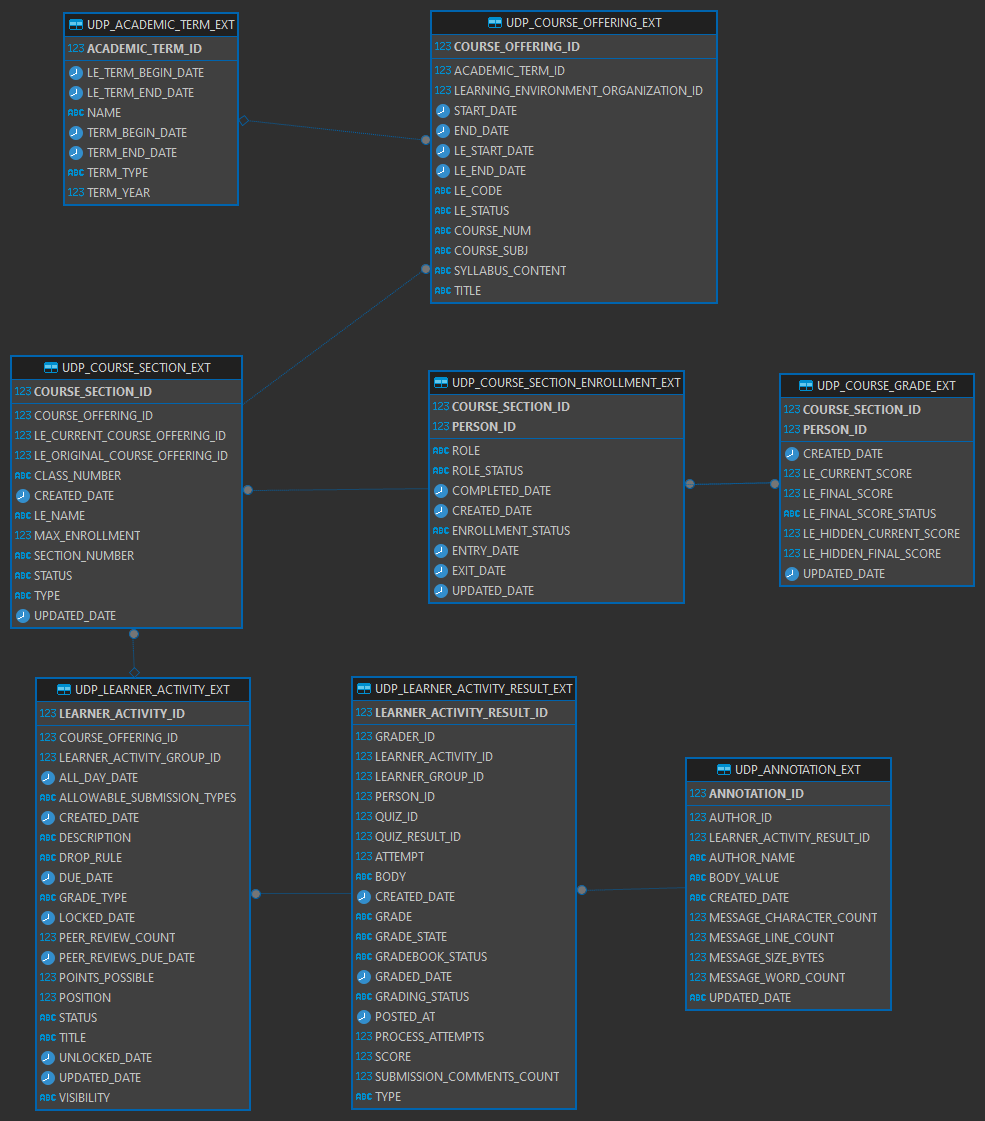 UDP_ACADEMIC_TERM_EXT
123 ACADEMIC_TERM_ID
LE_TERM_BEGIN_DATE
LE_TERM_END_DATE
ABC NAME
TERM_BEGIN_DATE
TERM_END_DATE
ABC TERM_TYPE
123 TERM_YEAR
UDP_COURSE_OFFERING_EXT
123 COURSE_OFFERING_ID
123 ACADEMIC_TERM_ID
123 LEARNING_ENVIRONMENT_ORGANIZATION_ID
START_DATE
END_DATE
LE_START_DATE
LE_END_DATE
ABC LE_CODE
ABC LE_STATUS
ABC COURSE_NUM
ABC COURSE_SUBJ
ABC SYLLABUS_CONTENT
ABC TITLE
UDP_COURSE_SECTION_EXT
123 COURSE_SECTION_ID
123 COURSE_OFFERING_ID
123 LE_CURRENT_COURSE_OFFERING_ID
123 LE_ORIGINAL_COURSE_OFFERING_ID
ABC CLASS_NUMBER
CREATED_DATE
ABC LE_NAME
123 MAX_ENROLLMENT
ABC SECTION_NUMBER
ABC STATUS
ABC TYPE
UPDATED_DATE
UDP_COURSE_SECTION_ENROLLMENT_EXT
123 COURSE_SECTION_ID
123 PERSON_ID
ABC ROLE
ABC ROLE_STATUS
COMPLETED_DATE
CREATED_DATE
ABC ENROLLMENT_STATUS
ENTRY_DATE
EXIT_DATE
UPDATED_DATE
UDP_COURSE_GRADE_EXT
123 COURSE_SECTION_ID
123 PERSON_ID
CREATED_DATE
123 LE_CURRENT_SCORE
123 LE_FINAL_SCORE
ABC LE_FINAL_SCORE_STATUS
123 LE_HIDDEN_CURRENT_SCORE
123 LE_HIDDEN_FINAL_SCORE
UPDATED_DATE
UDP_LEARNER_ACTIVITY_EXT
123 LEARNER_ACTIVITY_ID
123 COURSE_OFFERING_ID
123 LEARNER_ACTIVITY_GROUP_ID
ALL_DAY_DATE
ABC ALLOWABLE_SUBMISSION_TYPES
CREATED_DATE
ABC DESCRIPTION
ABC DROP_RULE
DUE_DATE
ABC GRADE_TYPE
LOCKED_DATE
123 PEER_REVIEW_COUNT
PEER_REVIEWS_DUE_DATE
123 POINTS_POSSIBLE
123 POSITION
ABC STATUS
ABC TITLE
UNLOCKED_DATE
UPDATED_DATE
ABC VISIBILITY
UDP_LEARNER_ACTIVITY_RESULT_EXT
123 LEARNER_ACTIVITY_RESULT_ID
123 GRADER_ID
123 LEARNER_ACTIVITY_ID
123 LEARNER_GROUP_ID
123 PERSON_ID
123 QUIZ_ID
123 QUIZ_RESULT_ID
123 ATTEMPT
ABC BODY
CREATED_DATE
ABC GRADE
ABC GRADE_STATE
ABC GRADEBOOK_STATUS
GRADED_DATE
ABC GRADING_STATUS
POSTED_AT
123 PROCESS_ATTEMPTS
123 SCORE
123 SUBMISSION_COMMENTS_COUNT
ABC TYPE
UDP_ANNOTATION_EXT
123 ANNOTATION_ID
123 AUTHOR_ID
123 LEARNER_ACTIVITY_RESULT_ID
ABC AUTHOR_NAME
ABC BODY_VALUE
ABC CREATED_DATE
123 MESSAGE_CHARACTER_COUNT
123 MESSAGE_LINE_COUNT
123 MESSAGE_SIZE_BYTES
123 MESSAGE_WORD_COUNT
ABC UPDATED_DATE